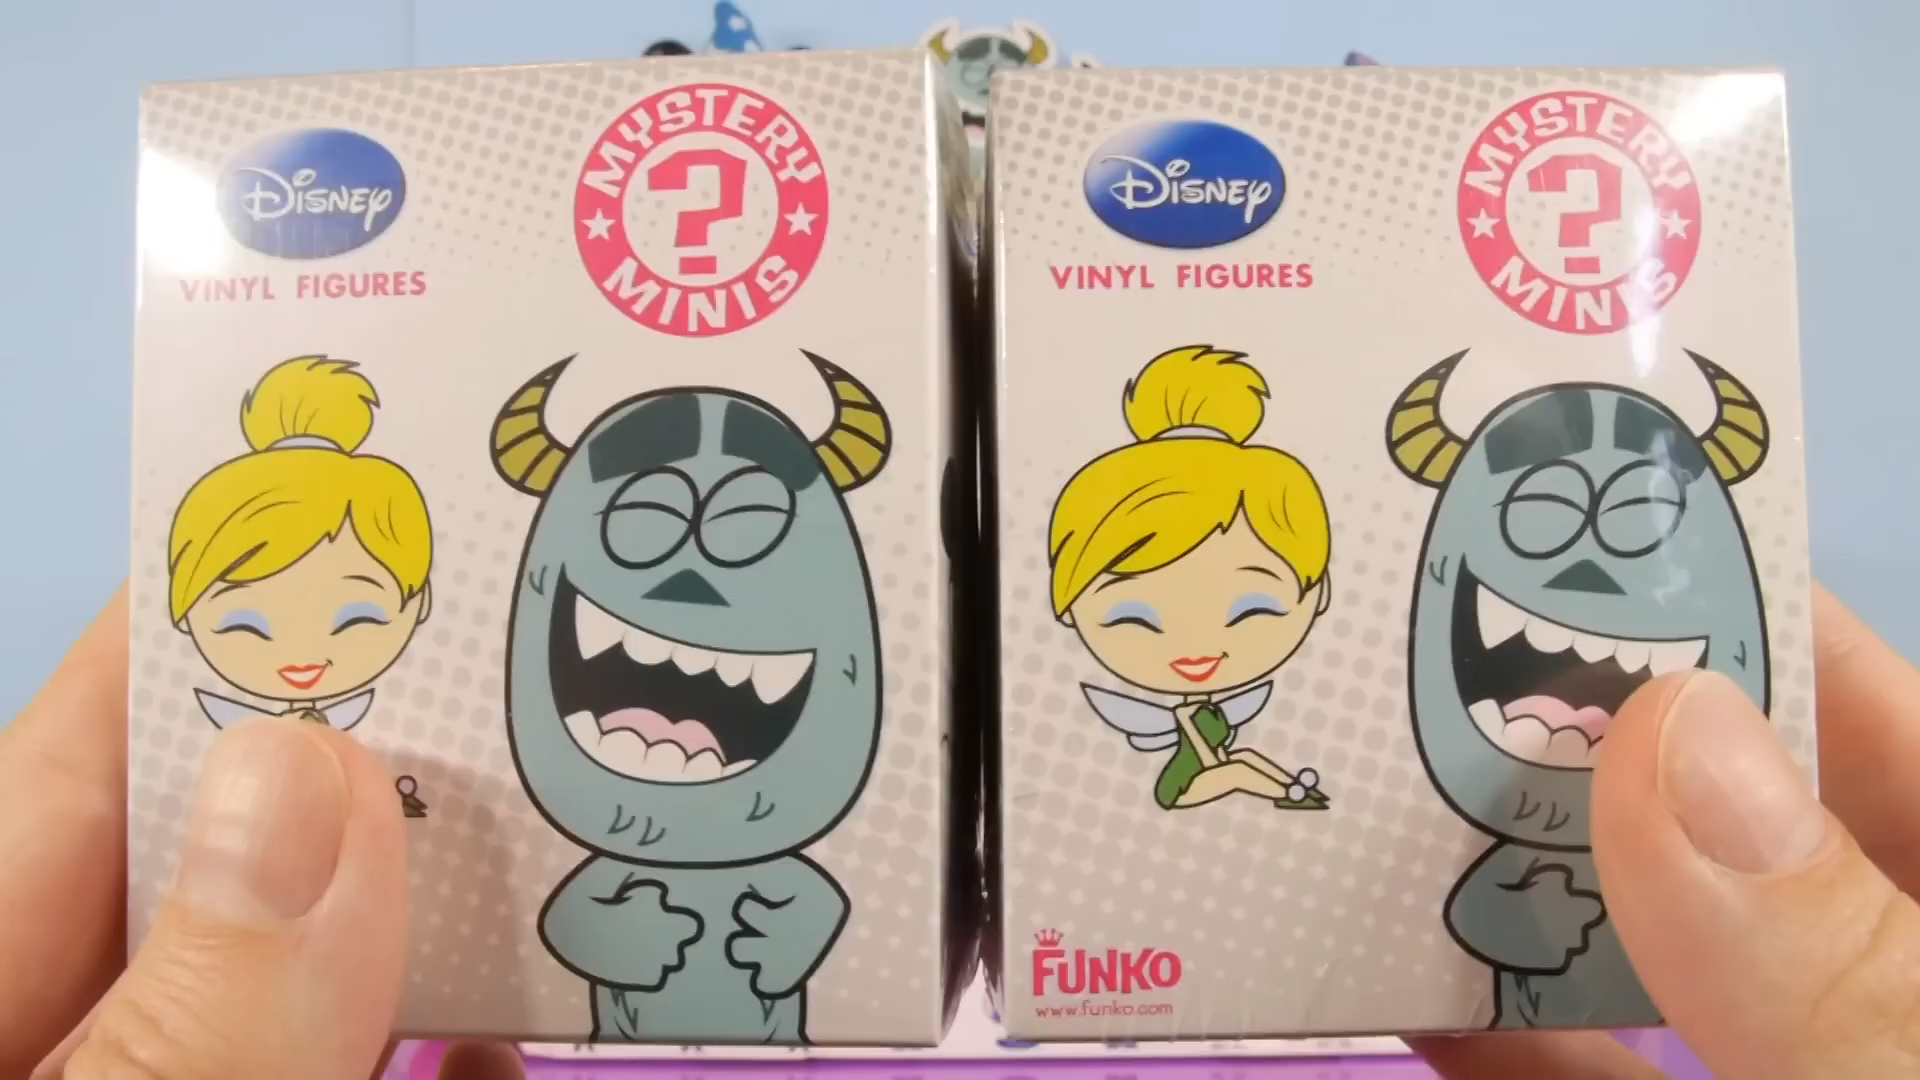 Disney
VINYL FIGURES
MYSTERY
?
MINIS
Disney
VINYL FIGURES
MYSTERY
?
MINIS
FUNKO
www.funko.com